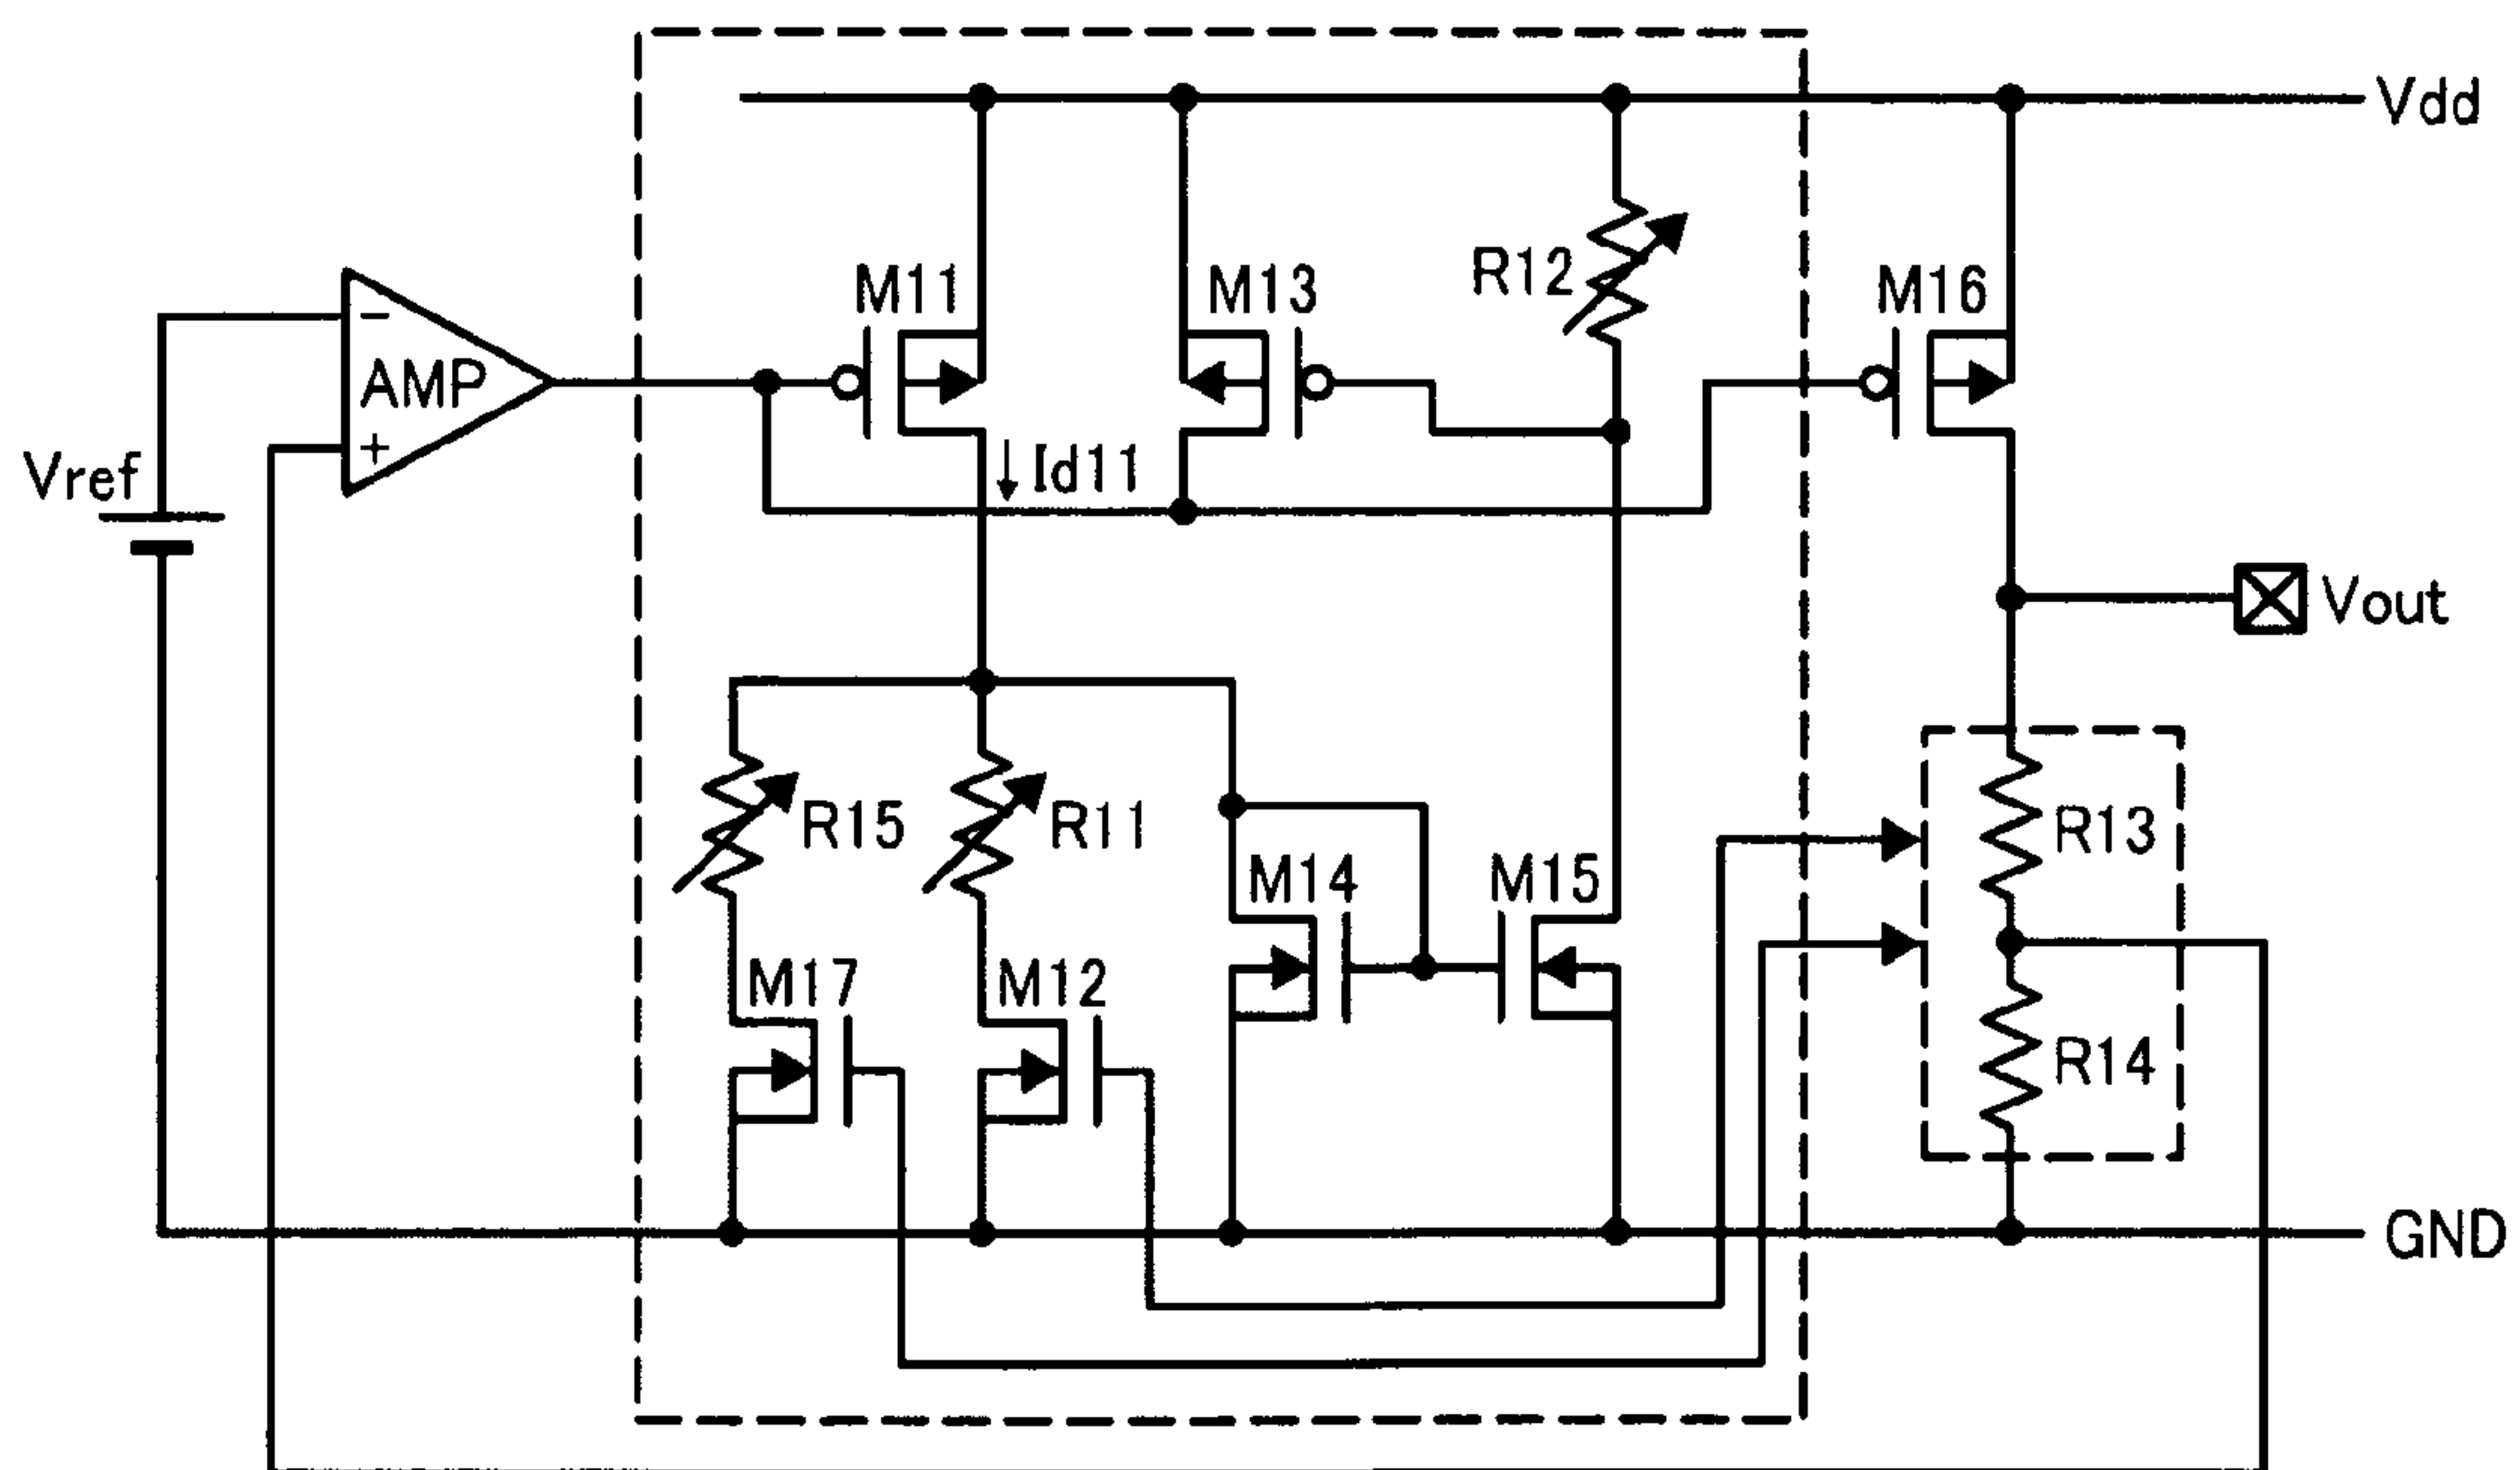 Vdd
M11
M13
R12
M16
−
AMP
+
Vref
Id11
Vout
R15
R11
R13
M14
M15
M17
M12
R14
GND